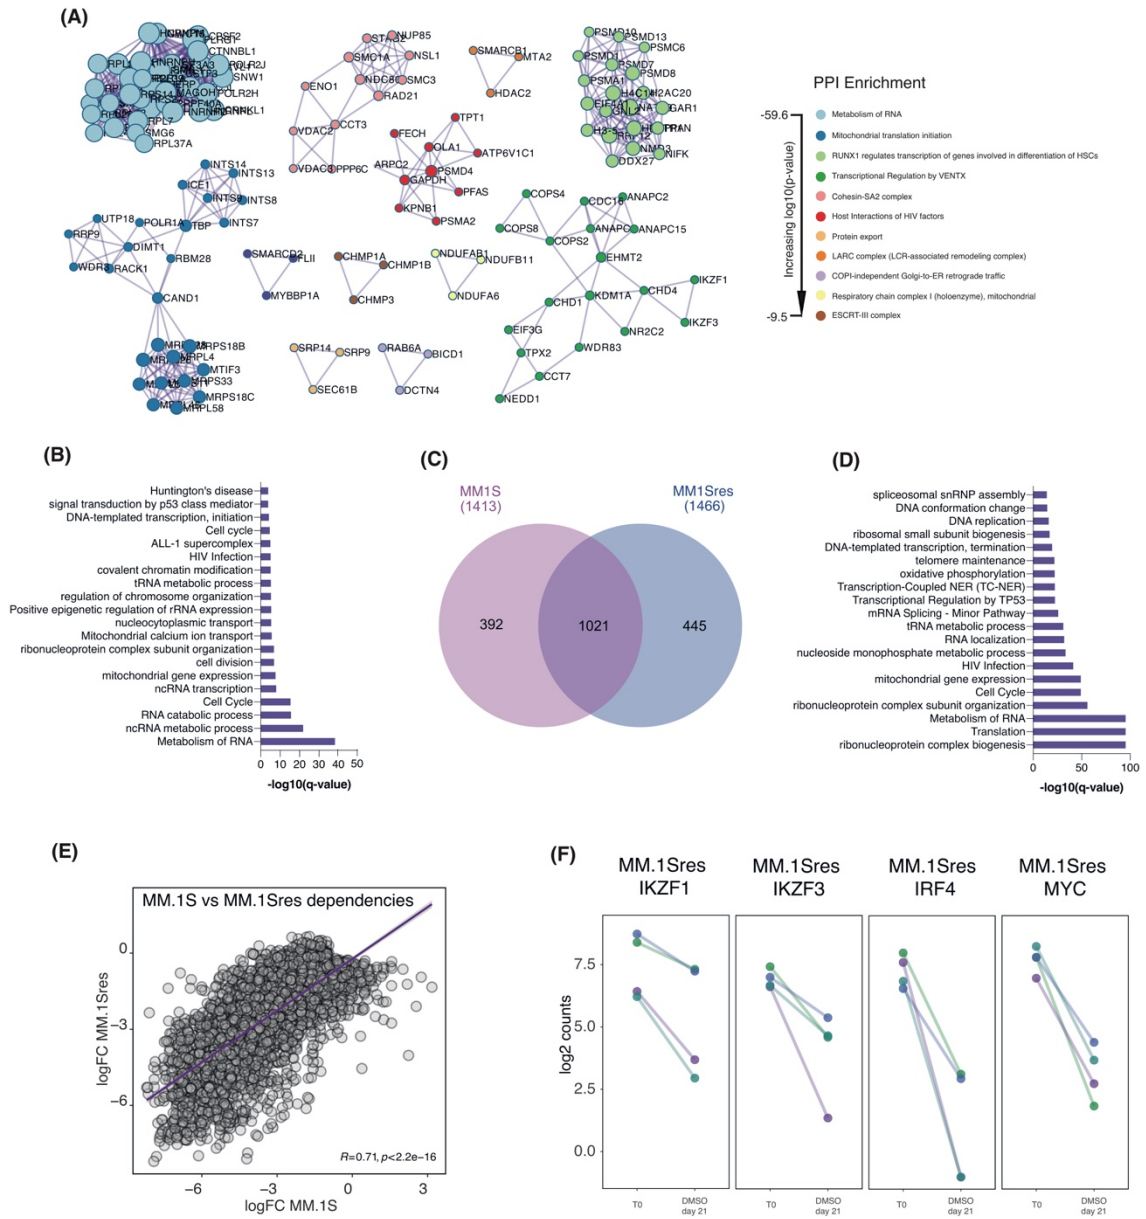 (A)
CPSF2
PLRG1
CTNNBL1
POLR2J
SNW1
MAGOH
POLR2H
RPL7
SMG6
RPL37A
STAG2
NUP85
SMC1A
NSL1
NDC80
SMC3
RAD21
ENO1
VDAC2
CCT3
VDAC3
PPP6C
SMARCB1
MTA2
HDAC2
TPT1
FECH
OLA1
ATP6V1C1
ARPC2
PSMD4
GAPDH
PFAS
KPNB1
PSMA2
PSMD10
PSMD13
PSMC6
PSMD1
PSMD7
PSMD8
PSMA1
H4C14
H2AC20
EIF4A1
GNL2
GAR1
H3-3
RRP12
NMD3
NIFK
DDX27
INTS14
INTS13
ICE1
INTS9
INTS8
UTP18
POLR1A
TBP
INTS7
RRP9
DIMT1
WDR3
RACK1
RBM28
CAND1
MRPS18B
MRPL4
MTIF3
MRPS33
MRPS18C
MRPL58
SMARCD2
FLII
MYBBP1A
CHMP1A
CHMP1B
CHMP3
NDUFAB1
NDUFB11
NDUFA6
SRP14
SRP9
SEC61B
RAB6A
BICD1
DCTN4
COPS4
CDC16
ANAPC2
COPS8
COPS2
ANAPC15
EHMT2
IKZF1
CHD1
KDM1A
CHD4
IKZF3
EIF3G
NR2C2
TPX2
WDR83
CCT7
NEDD1
PPI Enrichment
-59.6
Increasing log10(p-value)
-9.5
Metabolism of RNA
Mitochondrial translation initiation
RUNX1 regulates transcription of genes involved in differentiation of HSCs
Transcriptional Regulation by VENTX
Cohesin-SA2 complex
Host Interactions of HIV factors
Protein export
LARC complex (LCR-associated remodeling complex)
COPI-independent Golgi-to-ER retrograde traffic
Respiratory chain complex I (holoenzyme), mitochondrial
ESCRT-III complex
(B)
Huntington's disease
signal transduction by p53 class mediator
DNA-templated transcription, initiation
Cell cycle
ALL-1 supercomplex
HIV Infection
covalent chromatin modification
tRNA metabolic process
regulation of chromosome organization
Positive epigenetic regulation of rRNA expression
nucleocytoplasmic transport
Mitochondrial calcium ion transport
ribonucleoprotein complex subunit organization
cell division
mitochondrial gene expression
ncRNA transcription
Cell Cycle
RNA catabolic process
ncRNA metabolic process
Metabolism of RNA
0 10 20 30 40 50
-log10(q-value)
(C)
MM1S
(1413)
MM1Sres
(1466)
392
1021
445
(D)
spliceosomal snRNP assembly
DNA conformation change
DNA replication
ribosomal small subunit biogenesis
DNA-templated transcription, termination
telomere maintenance
oxidative phosphorylation
Transcription-Coupled NER (TC-NER)
Transcriptional Regulation by TP53
mRNA Splicing - Minor Pathway
tRNA metabolic process
RNA localization
nucleoside monophosphate metabolic process
HIV Infection
mitochondrial gene expression
Cell Cycle
ribonucleoprotein complex subunit organization
Metabolism of RNA
Translation
ribonucleoprotein complex biogenesis
0 50 100
-log10(q-value)
(E)
MM.1S vs MM.1Sres dependencies
0
−3
−6
logFC MM.1Sres
R=0.71, p<2.2e−16
−6 −3 0 3
logFC MM.1S
(F)
MM.1Sres
IKZF1
MM.1Sres
IKZF3
MM.1Sres
IRF4
MM.1Sres
MYC
7.5
5.0
2.5
0.0
log2 counts
T0 DMSO
day 21
T0 DMSO
day 21
T0 DMSO
day 21
T0 DMSO
day 21